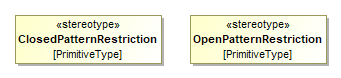 «stereotype»
ClosedPatternRestriction
[PrimitiveType]
«stereotype»
OpenPatternRestriction
[PrimitiveType]